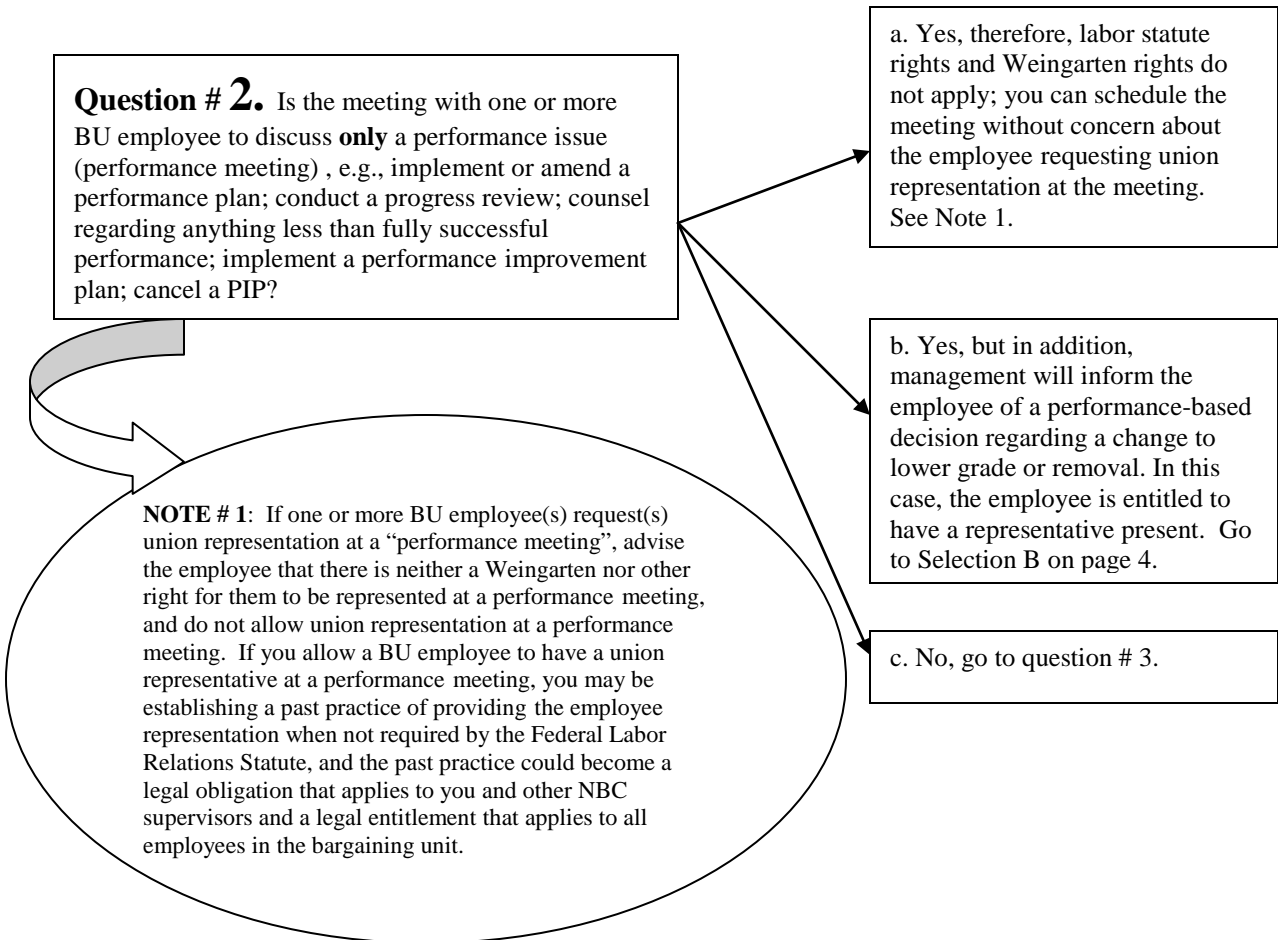 Question # 2. Is the meeting with one or more
BU employee to discuss only a performance issue
(performance meeting) , e.g., implement or amend a
performance plan; conduct a progress review; counsel
regarding anything less than fully successful
performance; implement a performance improvement
plan; cancel a PIP?
a. Yes, therefore, labor statute
rights and Weingarten rights do
not apply; you can schedule the
meeting without concern about
the employee requesting union
representation at the meeting.
See Note 1.
b. Yes, but in addition,
management will inform the
employee of a performance-based
decision regarding a change to
lower grade or removal. In this
case, the employee is entitled to
have a representative present. Go
to Selection B on page 4.
c. No, go to question # 3.
NOTE # 1: If one or more BU employee(s) request(s)
union representation at a “performance meeting”, advise
the employee that there is neither a Weingarten nor other
right for them to be represented at a performance meeting,
and do not allow union representation at a performance
meeting. If you allow a BU employee to have a union
representative at a performance meeting, you may be
establishing a past practice of providing the employee
representation when not required by the Federal Labor
Relations Statute, and the past practice could become a
legal obligation that applies to you and other NBC
supervisors and a legal entitlement that applies to all
employees in the bargaining unit.